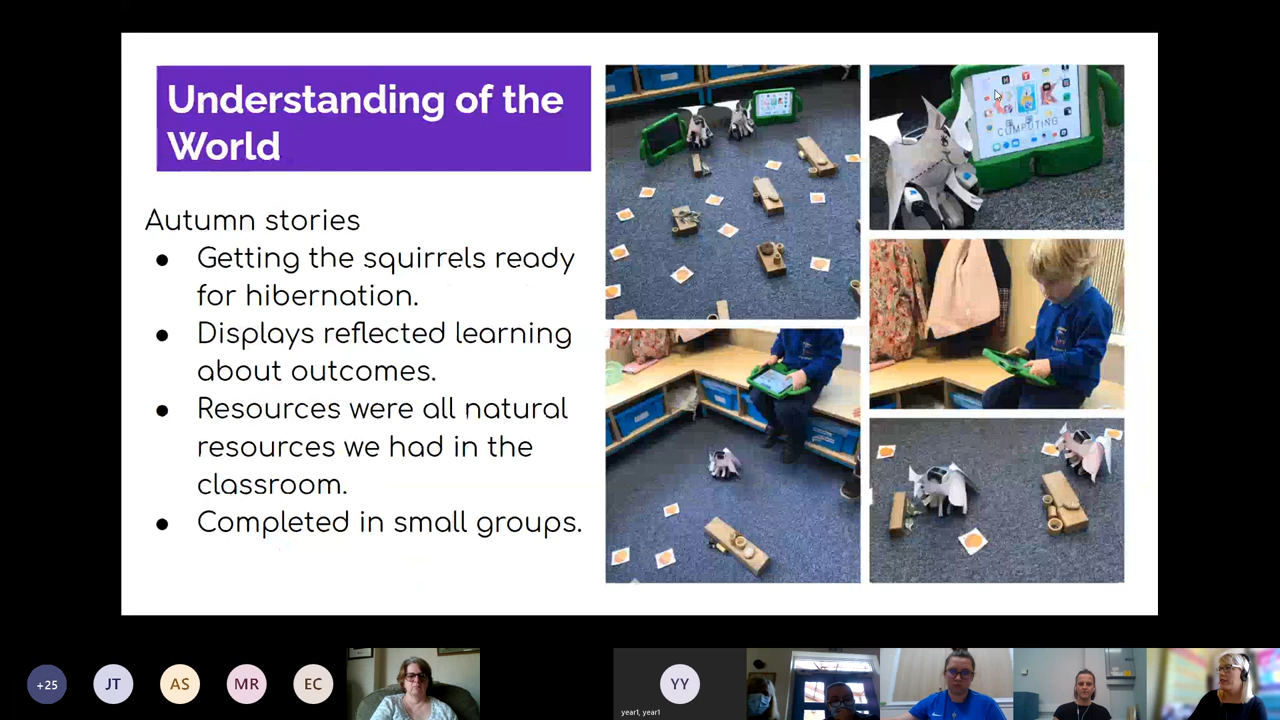 Understanding of the
World
Autumn stories
● Getting the squirrels ready
for hibernation.
● Displays reflected learning
about outcomes.
● Resources were all natural
resources we had in the
classroom.
● Completed in small groups.
COMPUTING
+25
JT
AS
MR
EC
YY
year1, year1